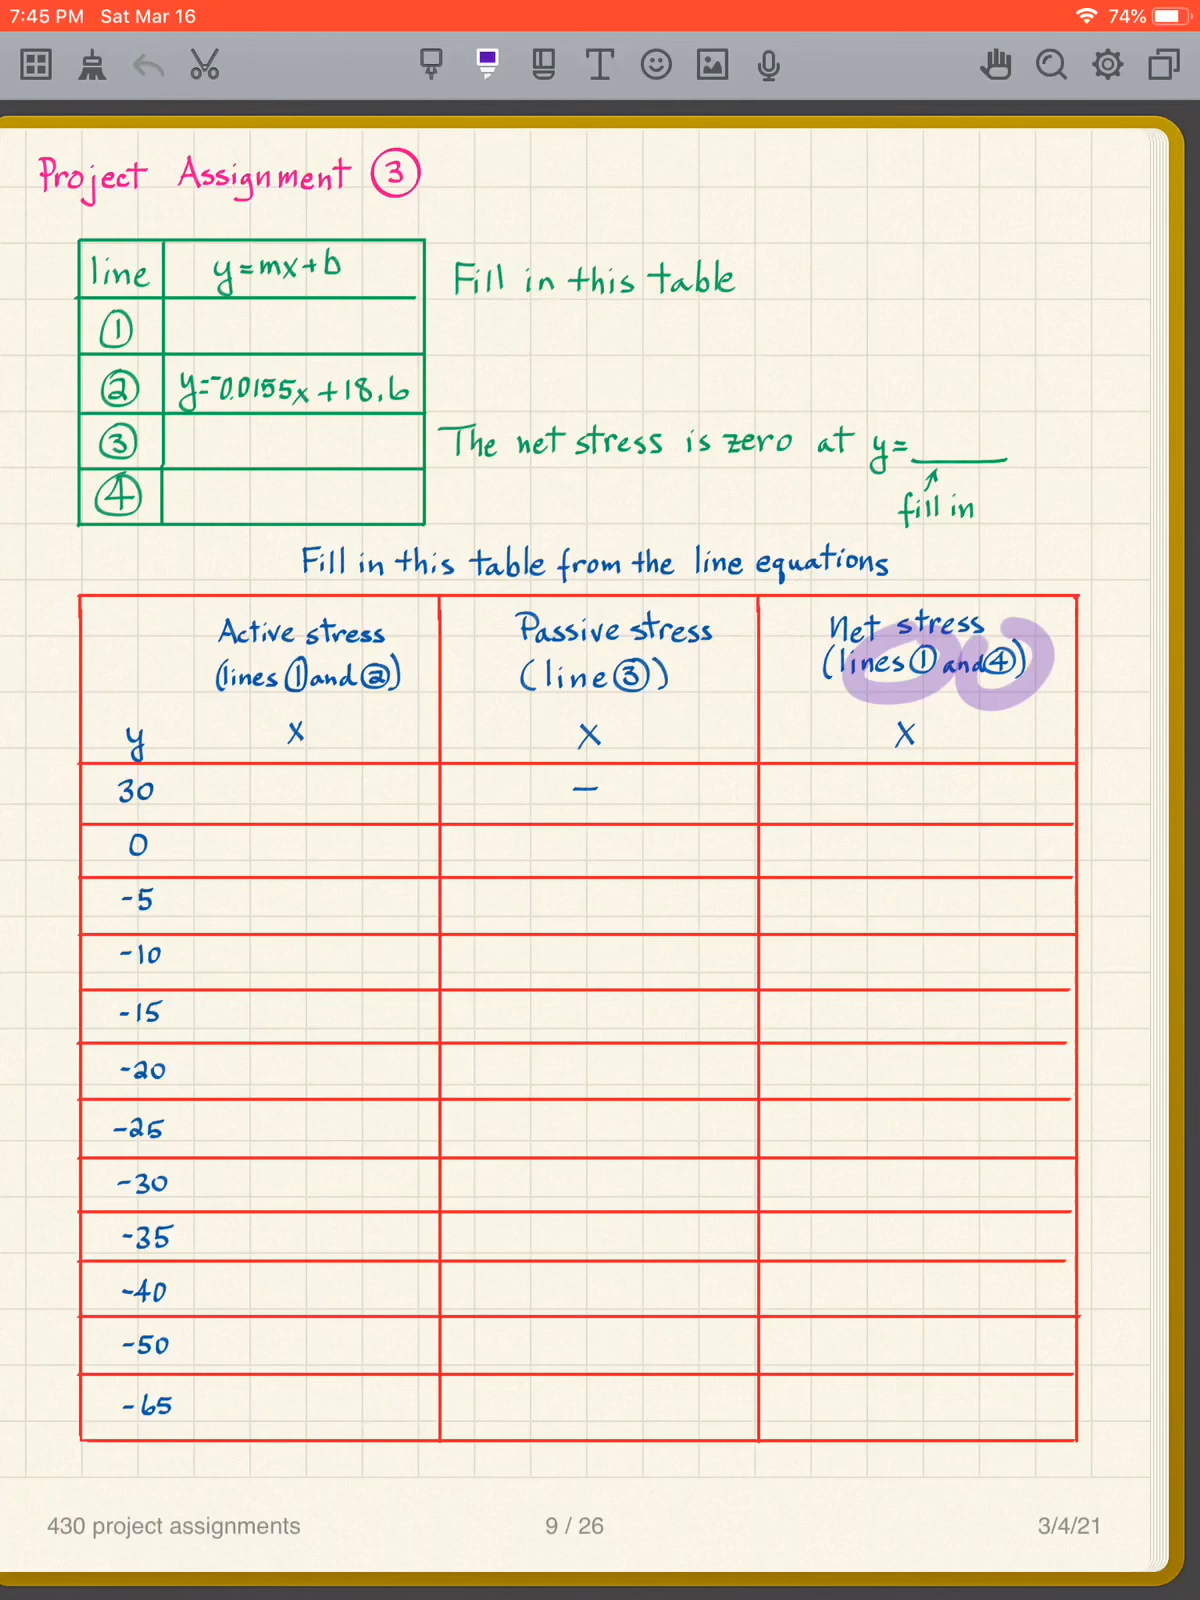 7:45 PM Sat Mar 16 74%
Project Assignment ③
line y=mx+b
Fill in this table
①
② y=-0.0155x+18.6
③
The net stress is zero at y=____
④
fill in
Fill in this table from the line equations
Active stress Passive stress Net stress
(lines ① and ②) (line ③) (lines ① and ④)
y x x x
30 –
0
-5
-10
-15
-20
-25
-30
-35
-40
-50
-65
430 project assignments 9 / 26 3/4/21